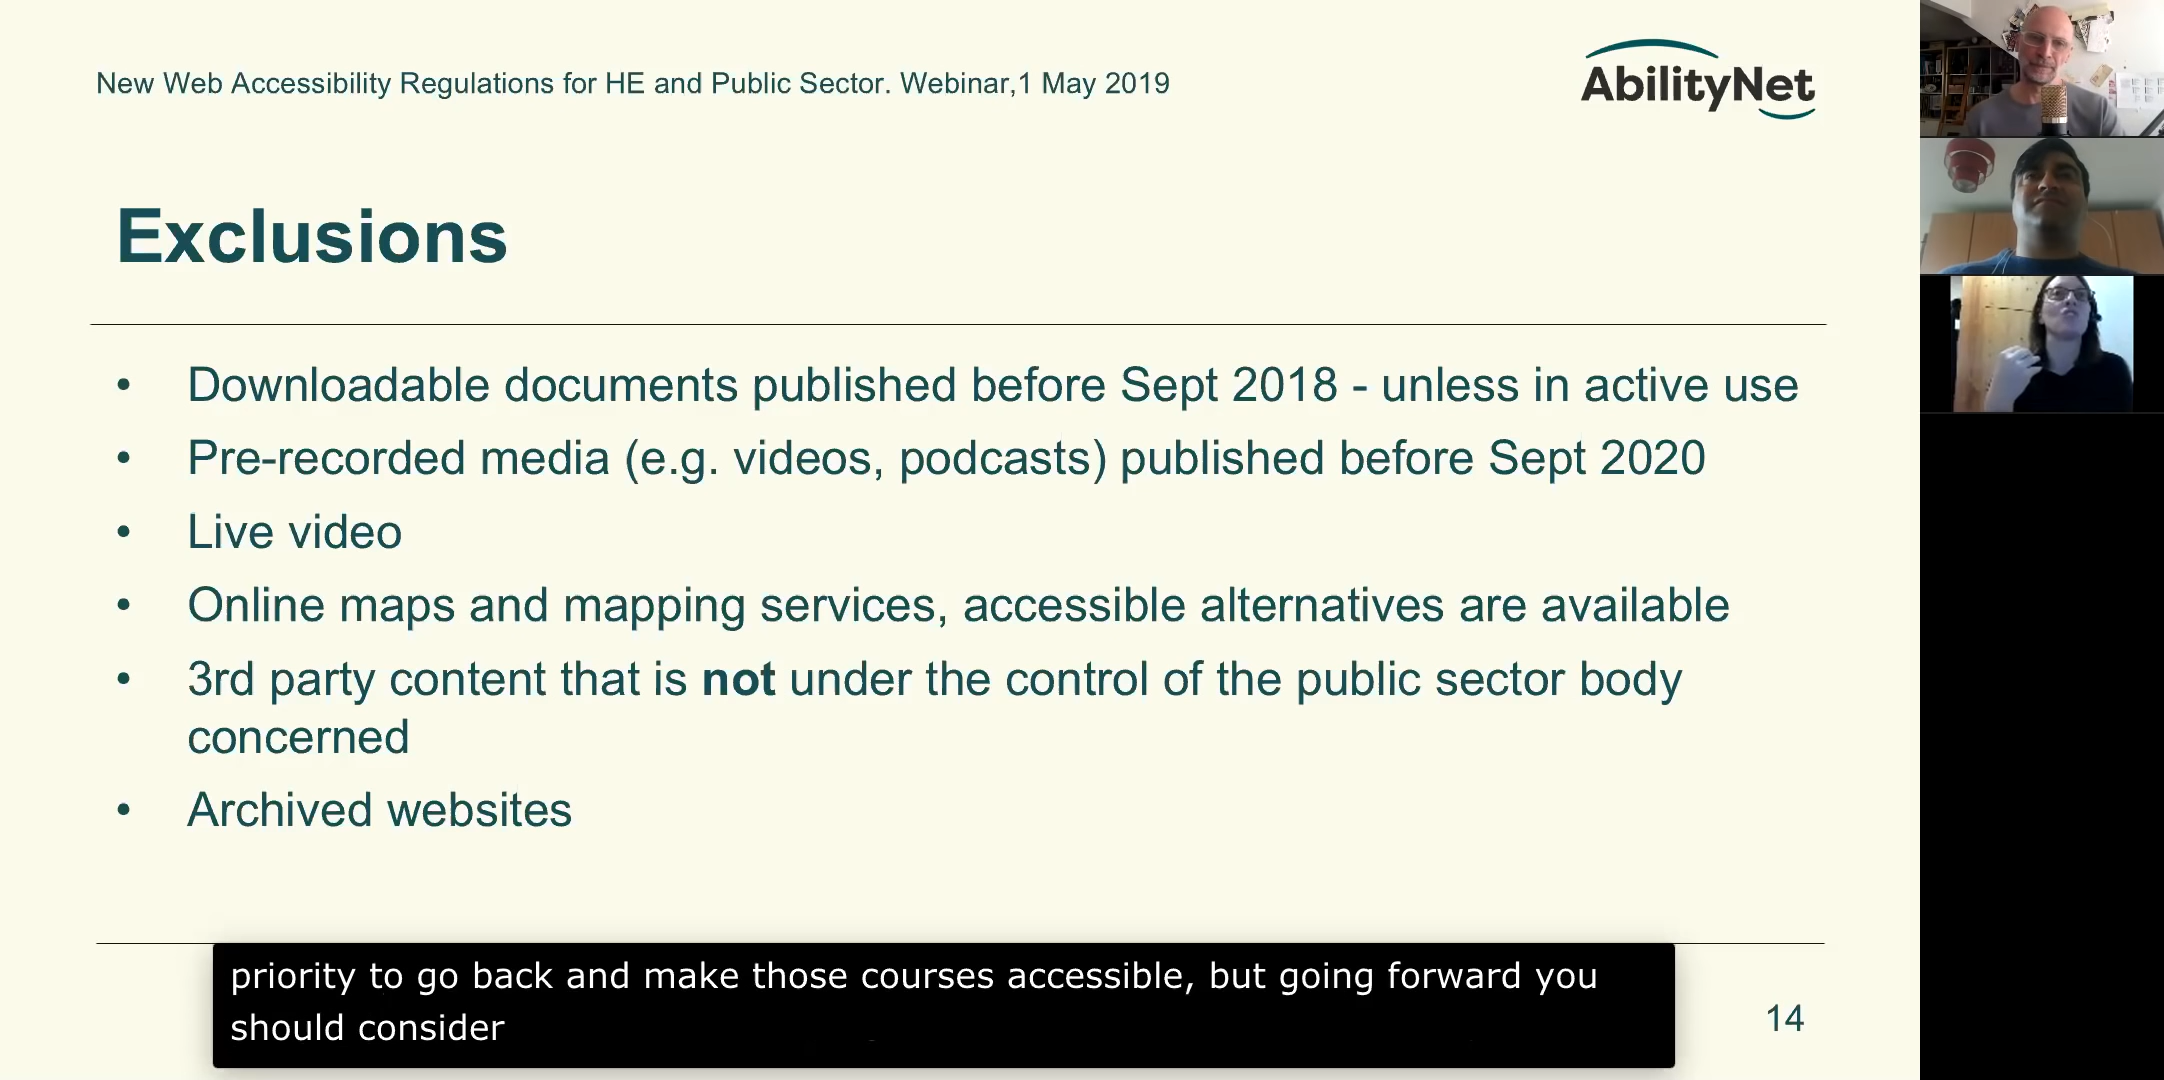 New Web Accessibility Regulations for HE and Public Sector. Webinar,1 May 2019
AbilityNet
Exclusions
• Downloadable documents published before Sept 2018 - unless in active use
• Pre-recorded media (e.g. videos, podcasts) published before Sept 2020
• Live video
• Online maps and mapping services, accessible alternatives are available
• 3rd party content that is not under the control of the public sector body
concerned
• Archived websites
priority to go back and make those courses accessible, but going forward you
should consider
14